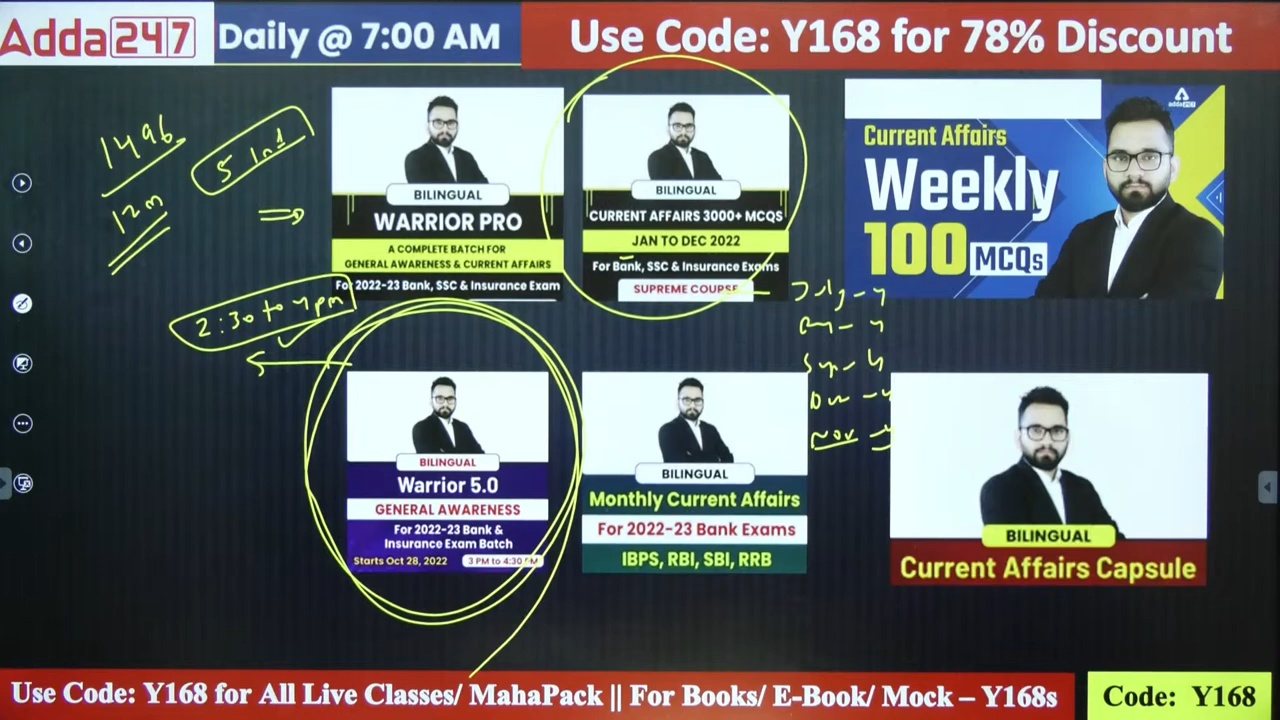 Adda 247
Daily @ 7:00 AM
Use Code: Y168 for 78% Discount
1496
12m
5 Ind
BILINGUAL
WARRIOR PRO
A COMPLETE BATCH FOR
GENERAL AWARENESS & CURRENT AFFAIRS
For 2022-23 Bank, SSC & Insurance Exam
BILINGUAL
CURRENT AFFAIRS 3000+ MCQS
JAN TO DEC 2022
For Bank, SSC & Insurance Exams
SUPREME COURSE
adda247
Current Affairs
Weekly
100 MCQs
2:30 to 4pm
Nov
BILINGUAL
Warrior 5.0
GENERAL AWARENESS
For 2022-23 Bank &
Insurance Exam Batch
Starts Oct 28, 2022 3 PM to 4:30 PM
BILINGUAL
Monthly Current Affairs
For 2022-23 Bank Exams
IBPS, RBI, SBI, RRB
BILINGUAL
Current Affairs Capsule
Use Code: Y168 for All Live Classes/ MahaPack || For Books/ E-Book/ Mock – Y168s
Code: Y168